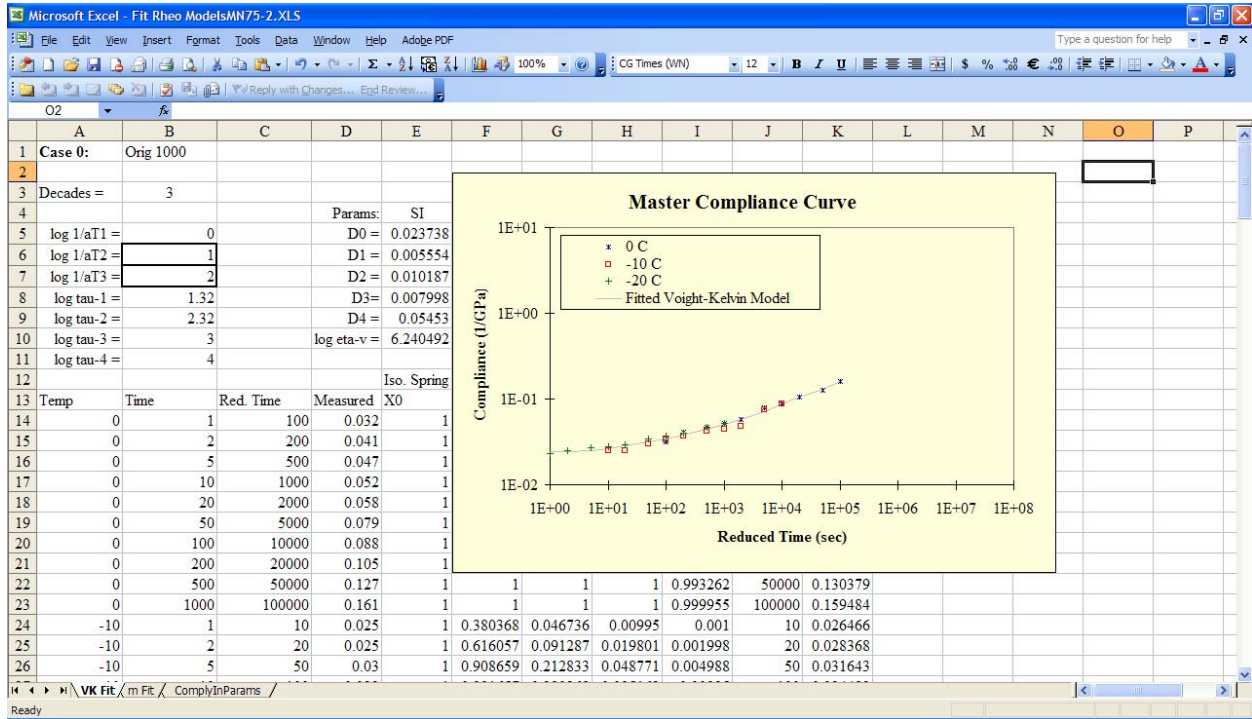 Microsoft Excel - Fit Rheo ModelsMN75-2.XLS
File Edit View Insert Format Tools Data Window Help Adobe PDF Type a question for help
100% CG Times (WN) 12 B I U $ % €
Reply with Changes... End Review...
O2 fx
A B C D E F G H I J K L M N O P
1 Case 0: Orig 1000
2
3 Decades = 3
4 Params: SI
5 log 1/aT1 = 0 D0 = 0.023738
6 log 1/aT2 = 1 D1 = 0.005554
7 log 1/aT3 = 2 D2 = 0.010187
8 log tau-1 = 1.32 D3= 0.007998
9 log tau-2 = 2.32 D4 = 0.05453
10 log tau-3 = 3 log eta-v = 6.240492
11 log tau-4 = 4
12 Iso. Spring
13 Temp Time Red. Time Measured X0
14 0 1 100 0.032 1
15 0 2 200 0.041 1
16 0 5 500 0.047 1
17 0 10 1000 0.052 1
18 0 20 2000 0.058 1
19 0 50 5000 0.079 1
20 0 100 10000 0.088 1
21 0 200 20000 0.105 1
22 0 500 50000 0.127 1 1 1 1 0.993262 50000 0.130379
23 0 1000 100000 0.161 1 1 1 1 0.999955 100000 0.159484
24 -10 1 10 0.025 1 0.380368 0.046736 0.00995 0.001 10 0.026466
25 -10 2 20 0.025 1 0.616057 0.091287 0.019801 0.001998 20 0.028368
26 -10 5 50 0.03 1 0.908659 0.212833 0.048771 0.004988 50 0.031643
Master Compliance Curve
Compliance (1/GPa)
1E+01
1E+00
1E-01
1E-02
0 C
-10 C
-20 C
Fitted Voight-Kelvin Model
1E+00 1E+01 1E+02 1E+03 1E+04 1E+05 1E+06 1E+07 1E+08
Reduced Time (sec)
VK Fit m Fit ComplyInParams
Ready